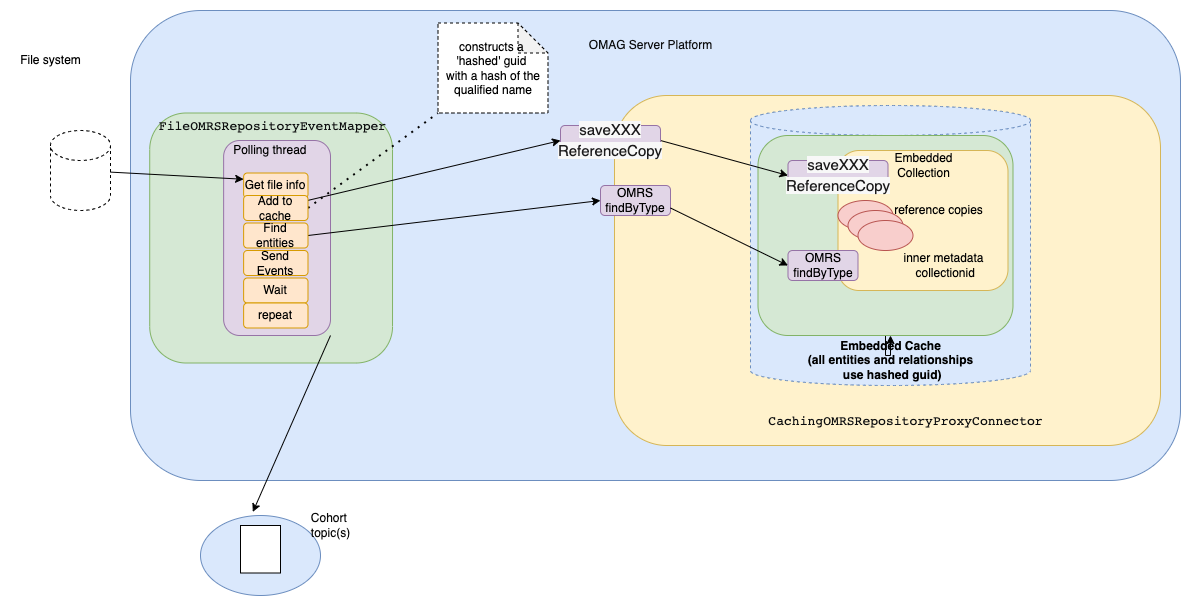 File system
constructs a
'hashed' guid
with a hash of the
qualified name
OMAG Server Platform
FileOMRSRepositoryEventMapper
Polling thread
Get file info
Add to
cache
Find
entities
Send
Events
Wait
repeat
saveXXX
ReferenceCopy
OMRS
findByType
saveXXX
ReferenceCopy
Embedded
Collection
reference copies
OMRS
findByType
inner metadata
collectionid
Embedded Cache
(all entities and relationships
use hashed guid)
CachingOMRSRepositoryProxyConnector
Cohort
topic(s)